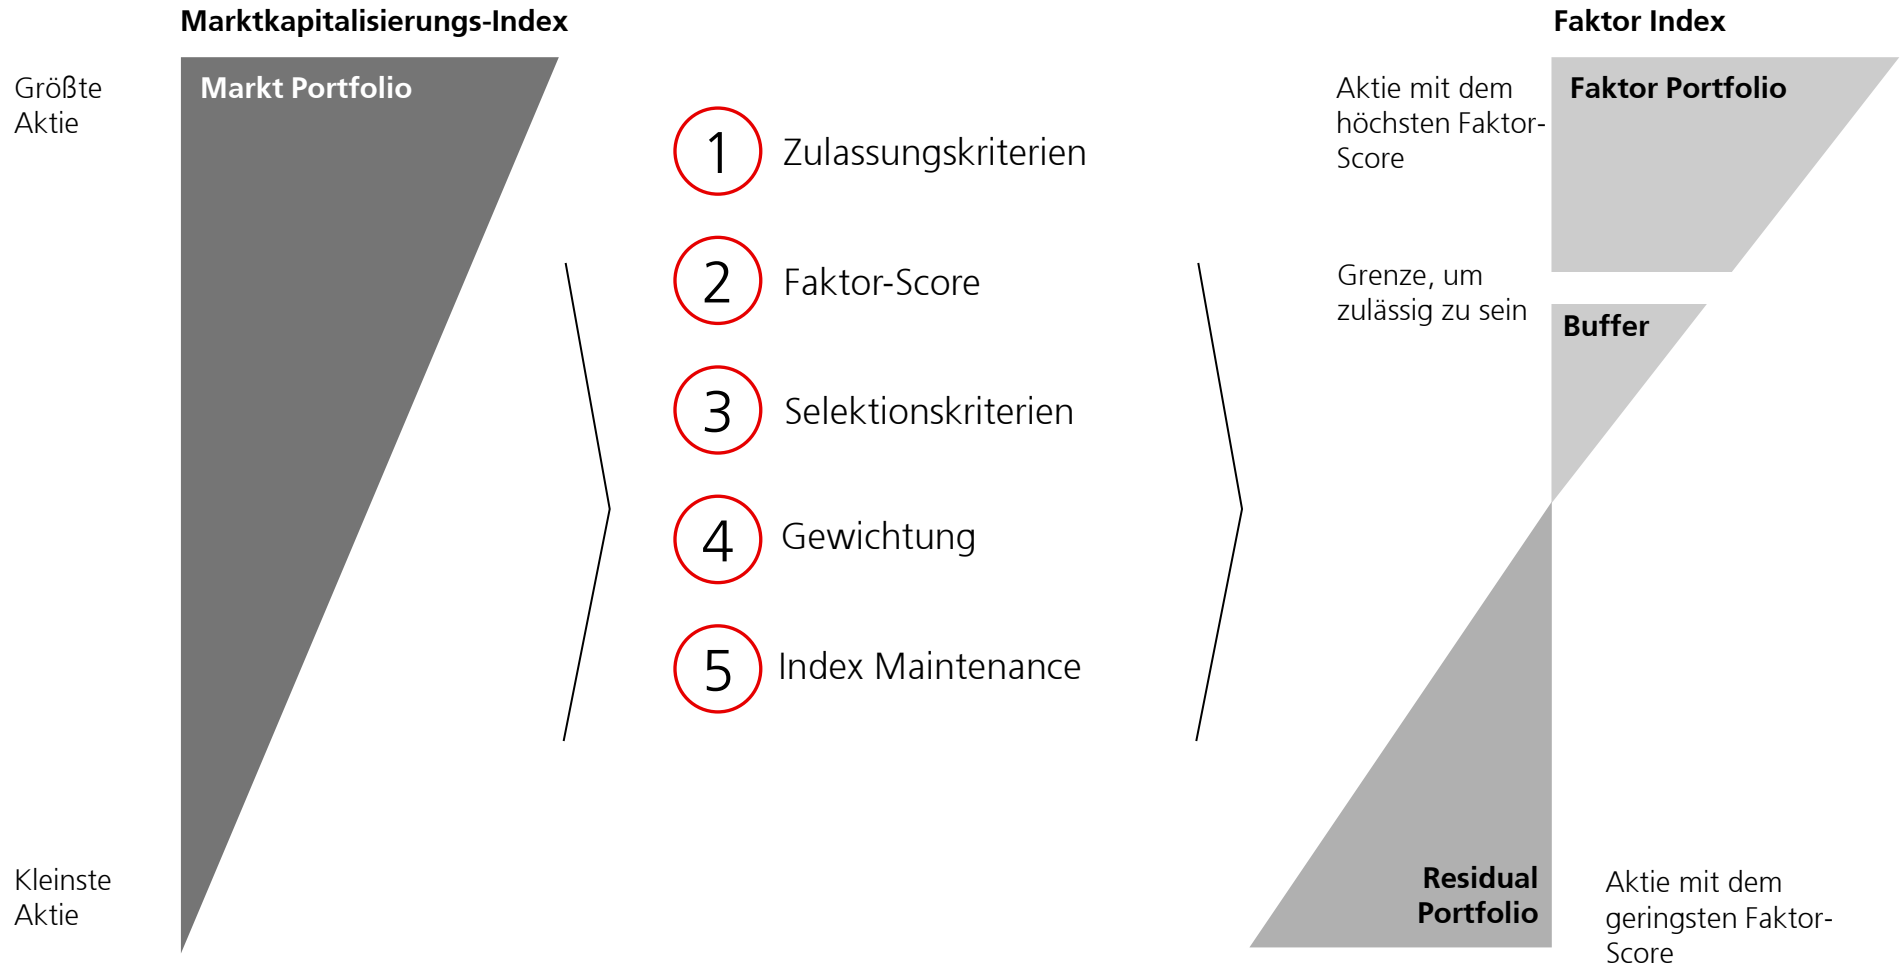 Marktkapitalisierungs-Index
Größte
Aktie
Markt Portfolio
Kleinste
Aktie
1 Zulassungskriterien
2 Faktor-Score
3 Selektionskriterien
4 Gewichtung
5 Index Maintenance
Faktor Index
Aktie mit dem
höchsten Faktor-
Score
Faktor Portfolio
Grenze, um
zulässig zu sein
Buffer
Residual
Portfolio
Aktie mit dem
geringsten Faktor-
Score